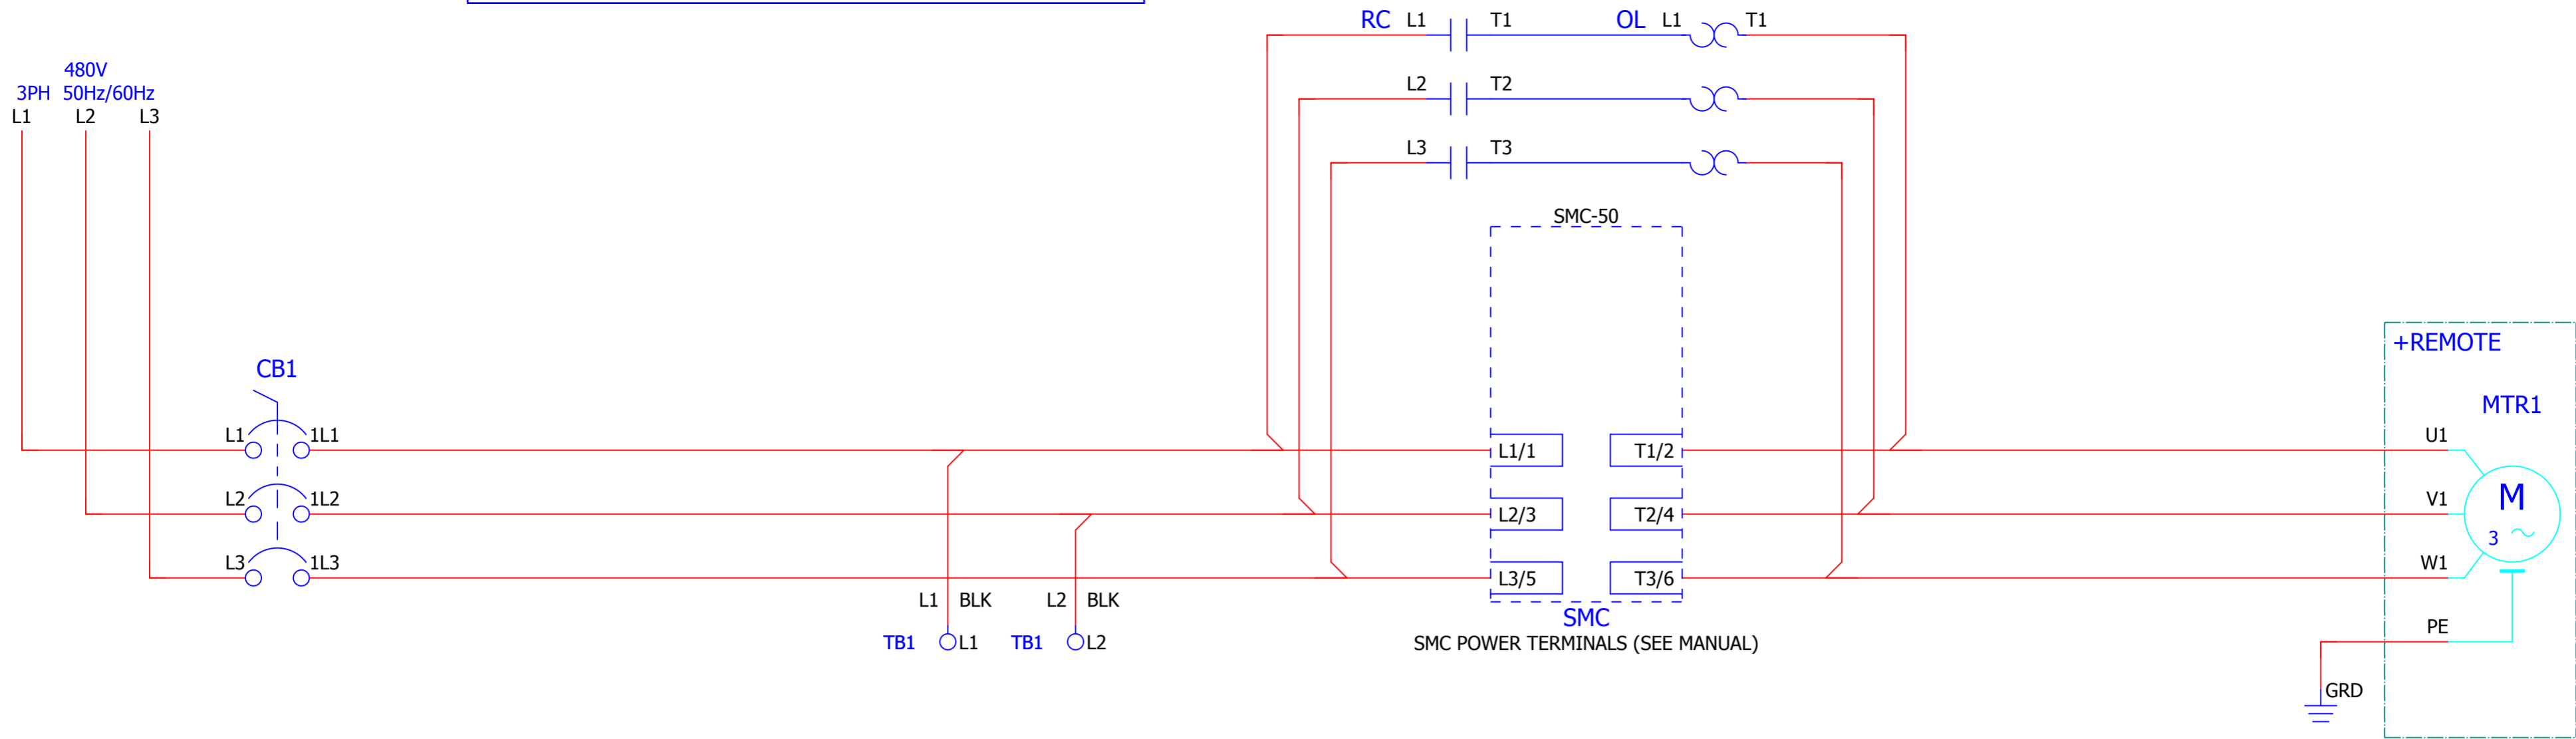 RC L1 T1 OL L1 T1
480V
3PH 50Hz/60Hz
L1 L2 L3
L2 T2
L3 T3
SMC-50
+REMOTE
CB1
MTR1
L1 1L1
L1/1 T1/2
U1
L2 1L2
L2/3 T2/4
V1
M
3
L3 1L3
L3/5 T3/6
W1
L1 BLK L2 BLK
SMC
PE
TB1 L1 TB1 L2
SMC POWER TERMINALS (SEE MANUAL)
GRD